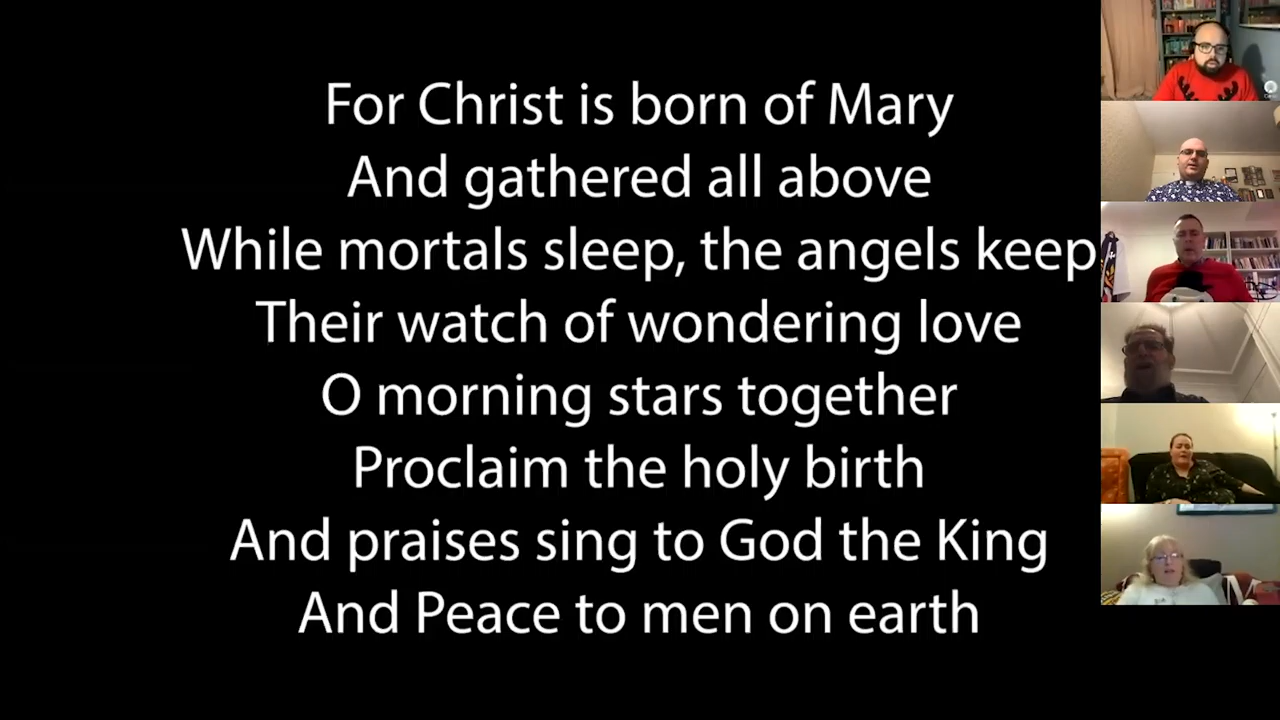 For Christ is born of Mary
And gathered all above
While mortals sleep, the angels keep
Their watch of wondering love
O morning stars together
Proclaim the holy birth
And praises sing to God the King
And Peace to men on earth